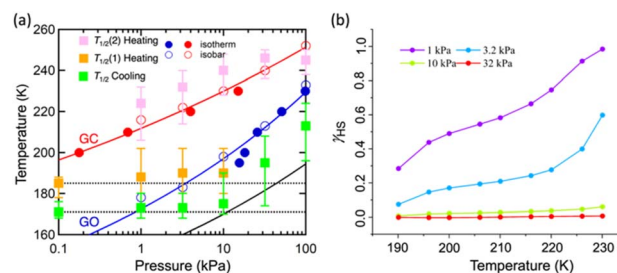 (a)
T1/2(2) Heating
T1/2(1) Heating
T1/2 Cooling
isotherm
isobar
260
240
220
200
180
160
GC
GO
0.1
1
10
100
Temperature (K)
Pressure (kPa)
(b)
1 kPa
3.2 kPa
10 kPa
32 kPa
1.0
0.8
0.6
0.4
0.2
0.0
190
200
210
220
230
γHS
Temperature (K)